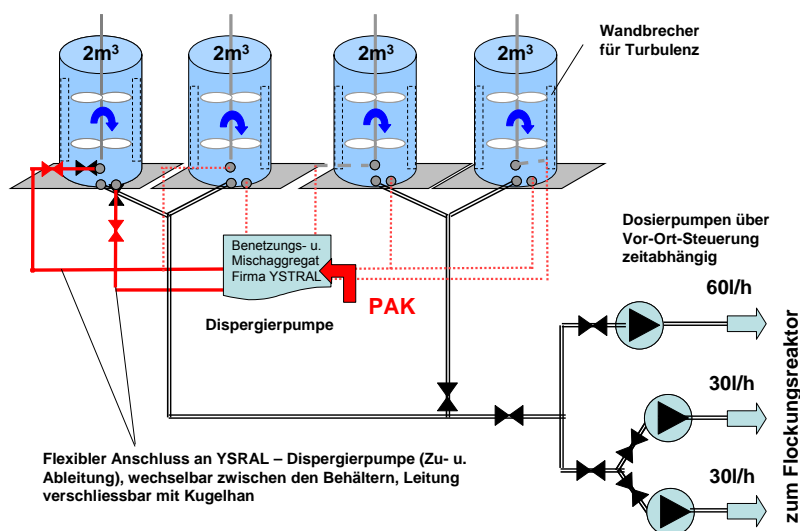 2m³
2m³
2m³
2m³
Wandbrecher
für Turbulenz
Benetzungs- u.
Mischaggregat
Firma YSTRAL
PAK
Dispergierpumpe
Dosierpumpen über
Vor-Ort-Steuerung
zeitabhängig
60l/h
30l/h
30l/h
zum Flockungsreaktor
Flexibler Anschluss an YSRAL – Dispergierpumpe (Zu- u.
Ableitung), wechselbar zwischen den Behältern, Leitung
verschliessbar mit Kugelhan